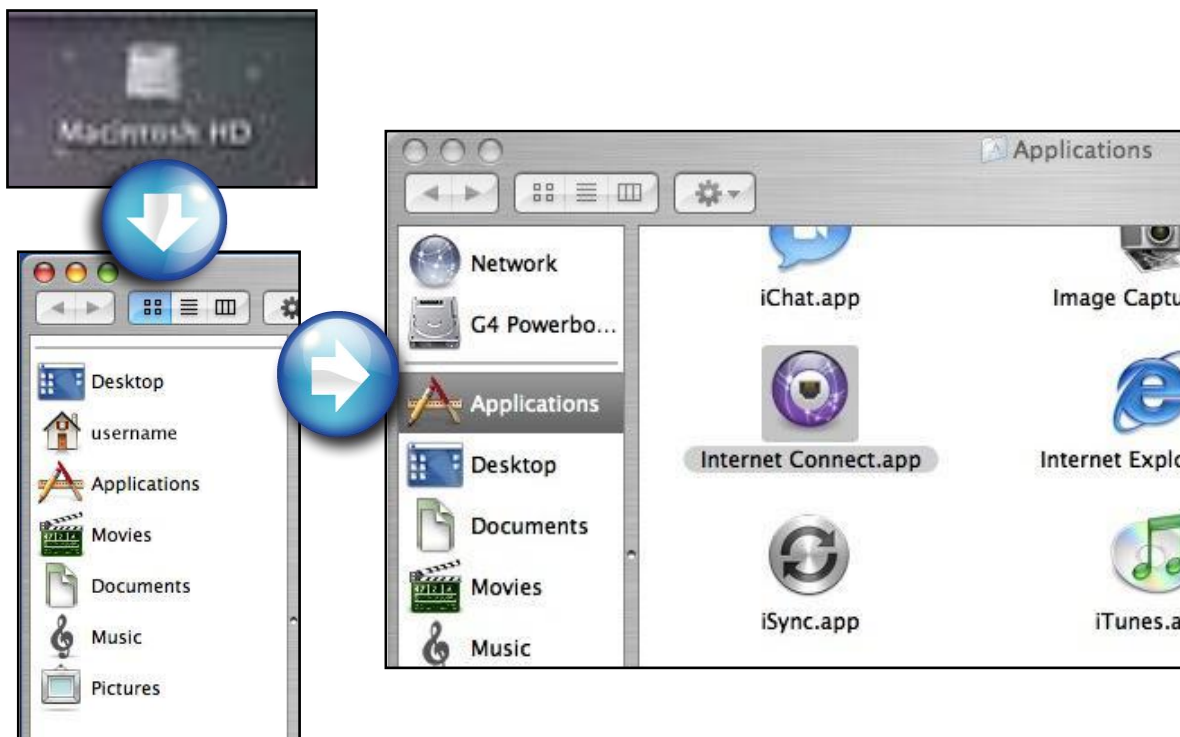 Macintosh HD
Desktop
username
Applications
Movies
Documents
Music
Pictures
Applications
Network
G4 Powerbo...
Applications
Desktop
Documents
Movies
Music
iChat.app
Image Captu
Internet Connect.app
Internet Explo
iSync.app
iTunes.a